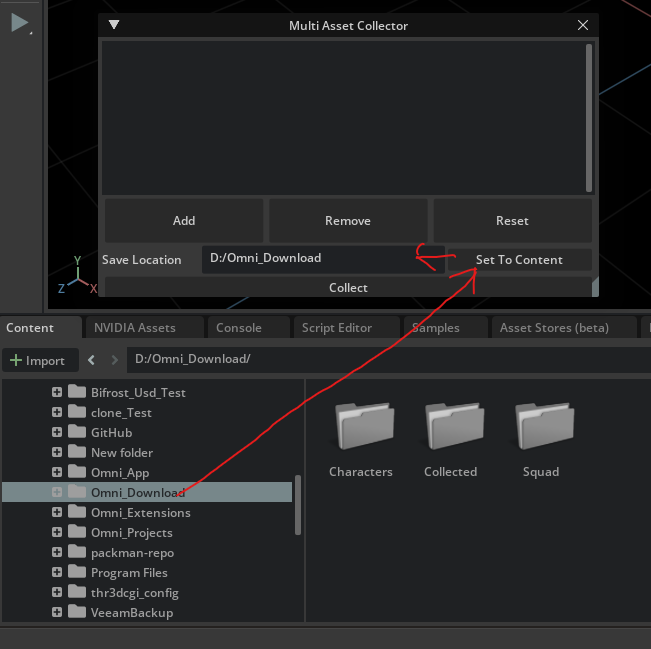 Multi Asset Collector
Add Remove Reset
Save Location D:/Omni_Download Set To Content
Collect
Y
Z X
Content NVIDIA Assets Console Script Editor Samples Asset Stores (beta)
Import D:/Omni_Download/
Bifrost_Usd_Test
clone_Test
GitHub
New folder
Omni_App
Omni_Download
Omni_Extensions
Omni_Projects
packman-repo
Program Files
thr3dcgi_config
VeeamBackup
Characters Collected Squad